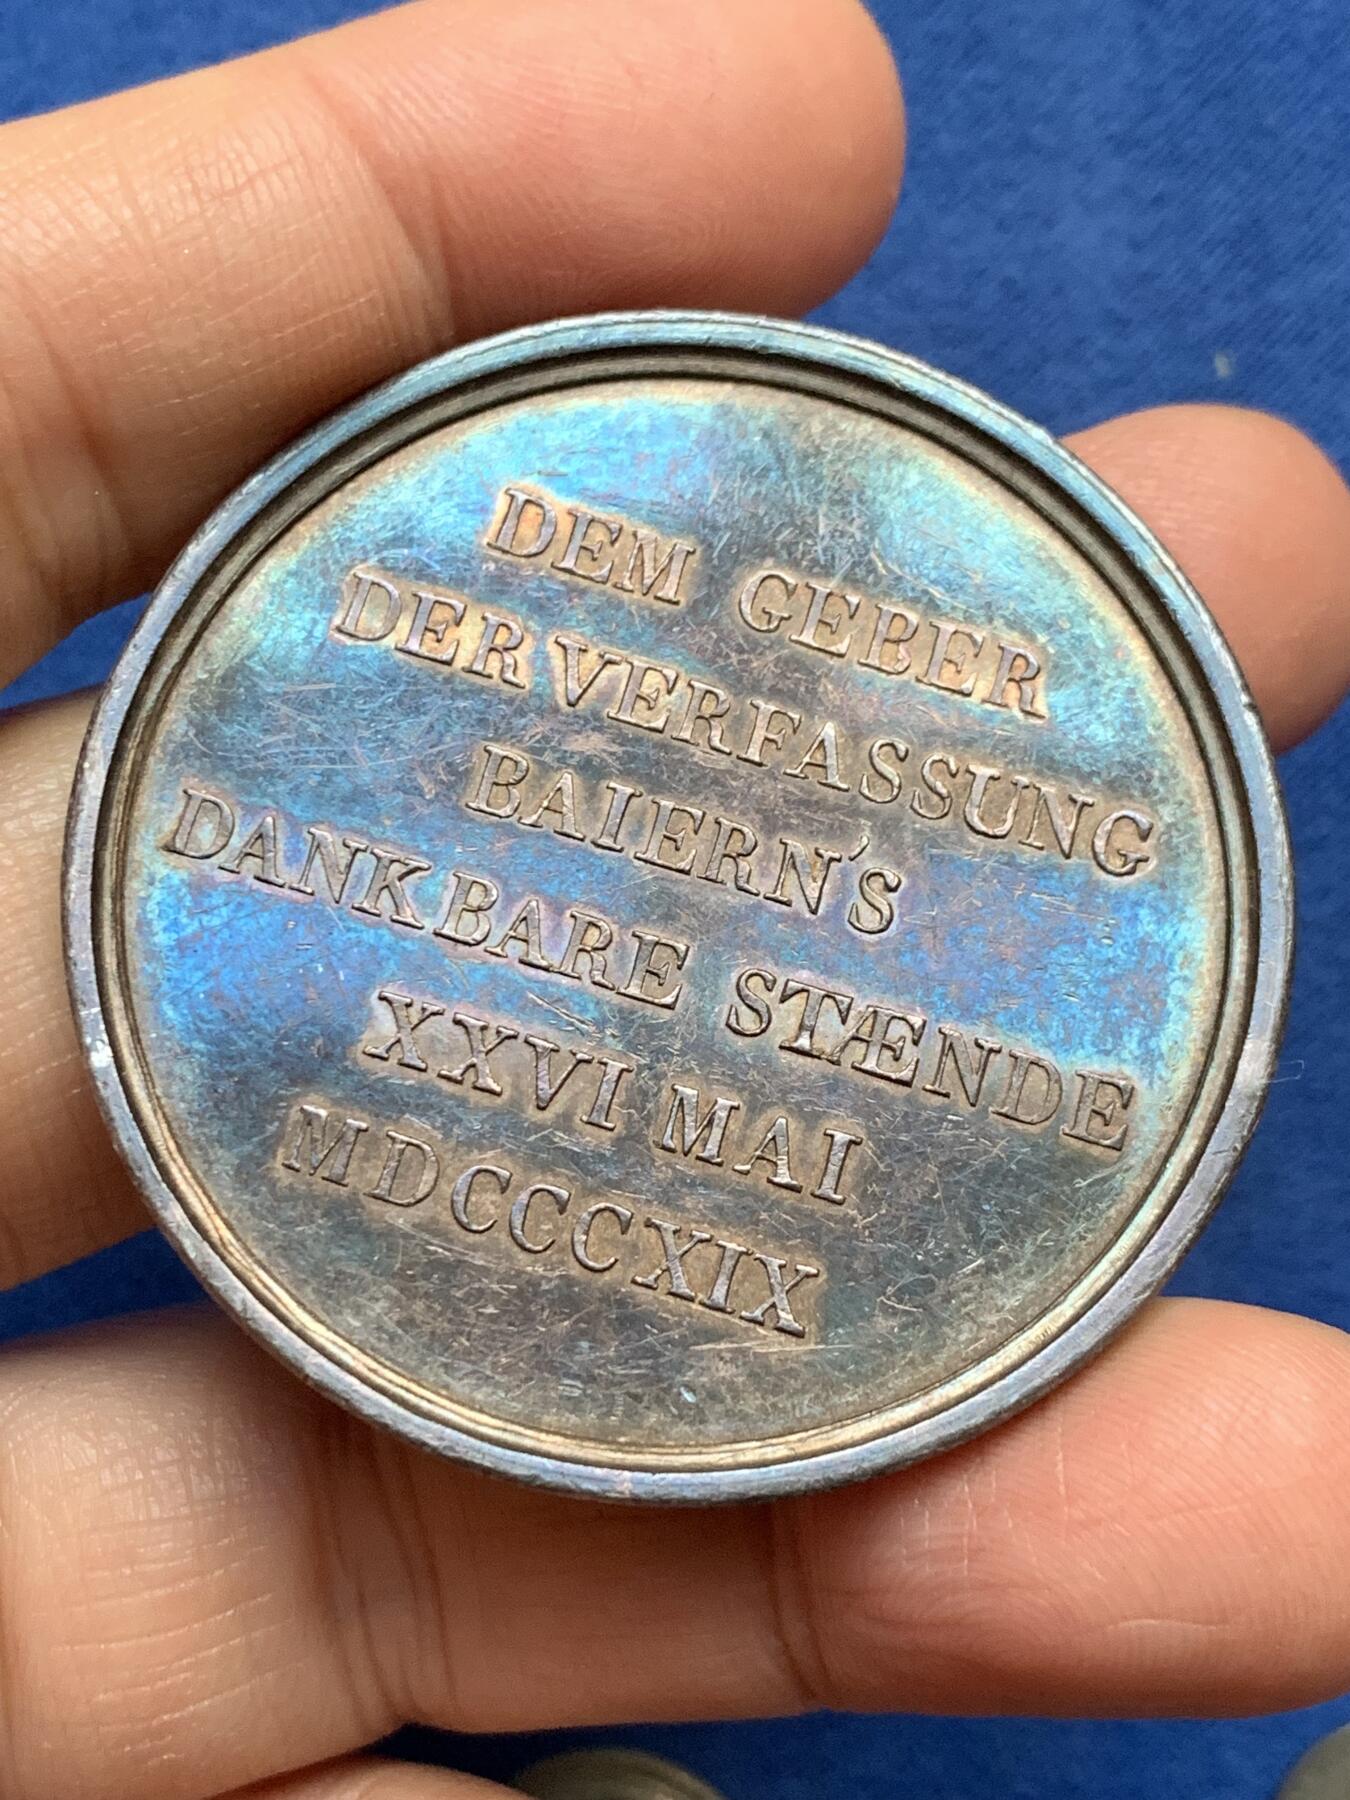 DEM GEBER
DER VERFASSUNG
BAIERN'S
DANKBARE STÆNDE
XXVI MAI
MDCCCXIX